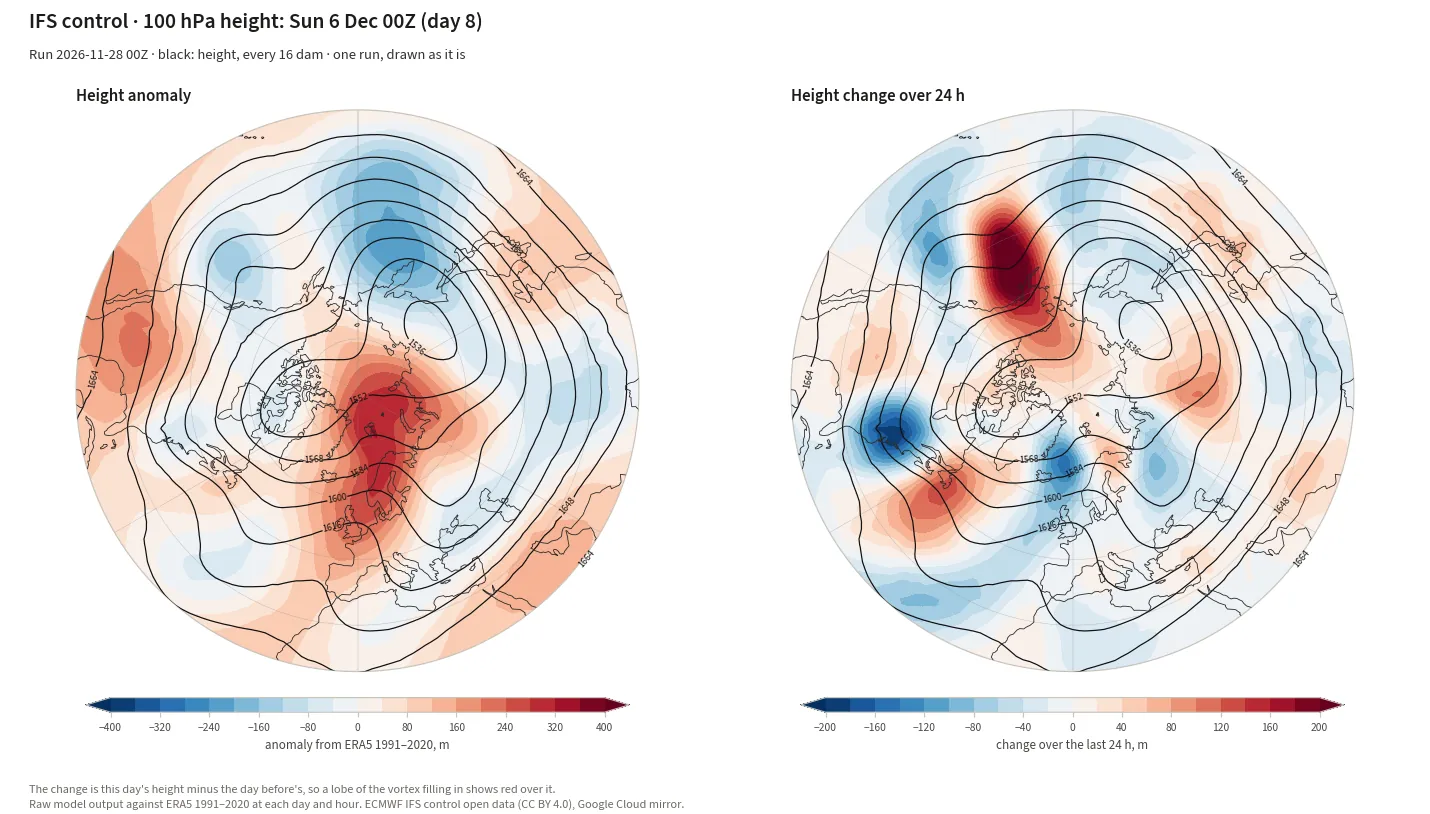 IFS control · 100 hPa height: Sun 6 Dec 00Z (day 8)
Run 2026-11-28 00Z · black: height, every 16 dam · one run, drawn as it is
Height anomaly
Height change over 24 h
1664
1664
1536
1552
1568
1584
1600
1616
1648
1664
1664
1664
1536
1552
1568
1584
1600
1616
1648
1664
−400 −320 −240 −160 −80 0 80 160 240 320 400
anomaly from ERA5 1991–2020, m
−200 −160 −120 −80 −40 0 40 80 120 160 200
change over the last 24 h, m
The change is this day's height minus the day before's, so a lobe of the vortex filling in shows red over it.
Raw model output against ERA5 1991–2020 at each day and hour. ECMWF IFS control open data (CC BY 4.0), Google Cloud mirror.